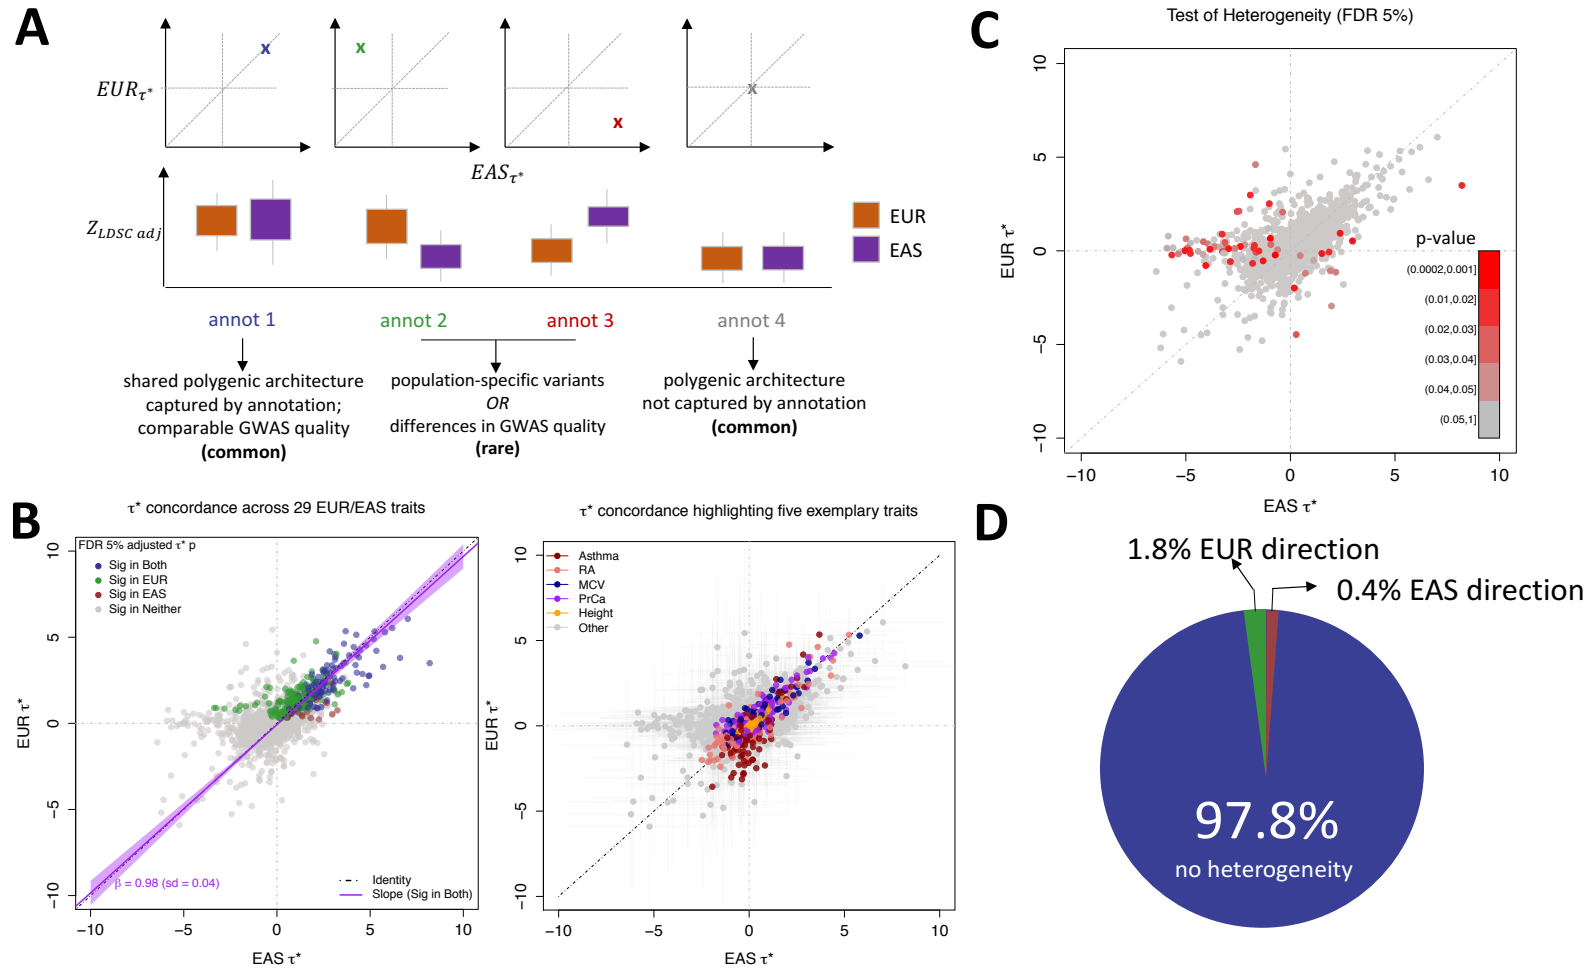 A
EUR τ*
x
x
x
x
EAS τ*
Z LDSC adj
EUR
EAS
annot 1
annot 2
annot 3
annot 4
shared polygenic architecture
captured by annotation;
comparable GWAS quality
(common)
population-specific variants
OR
differences in GWAS quality
(rare)
polygenic architecture
not captured by annotation
(common)
B
τ* concordance across 29 EUR/EAS traits
FDR 5% adjusted τ* p
Sig in Both
Sig in EUR
Sig in EAS
Sig in Neither
10
5
0
−5
−10
EUR τ*
β = 0.98 (sd = 0.04)
Identity
Slope (Sig in Both)
−10
−5
0
5
10
EAS τ*
τ* concordance highlighting five exemplary traits
Asthma
RA
MCV
PrCa
Height
Other
10
5
0
−5
−10
EUR τ*
−10
−5
0
5
10
EAS τ*
C
Test of Heterogeneity (FDR 5%)
10
5
0
−5
−10
EUR τ*
p-value
(0.0002,0.001]
(0.01,0.02]
(0.02,0.03]
(0.03,0.04]
(0.04,0.05]
(0.05,1]
−10
−5
0
5
10
EAS τ*
D
1.8% EUR direction
0.4% EAS direction
97.8%
no heterogeneity